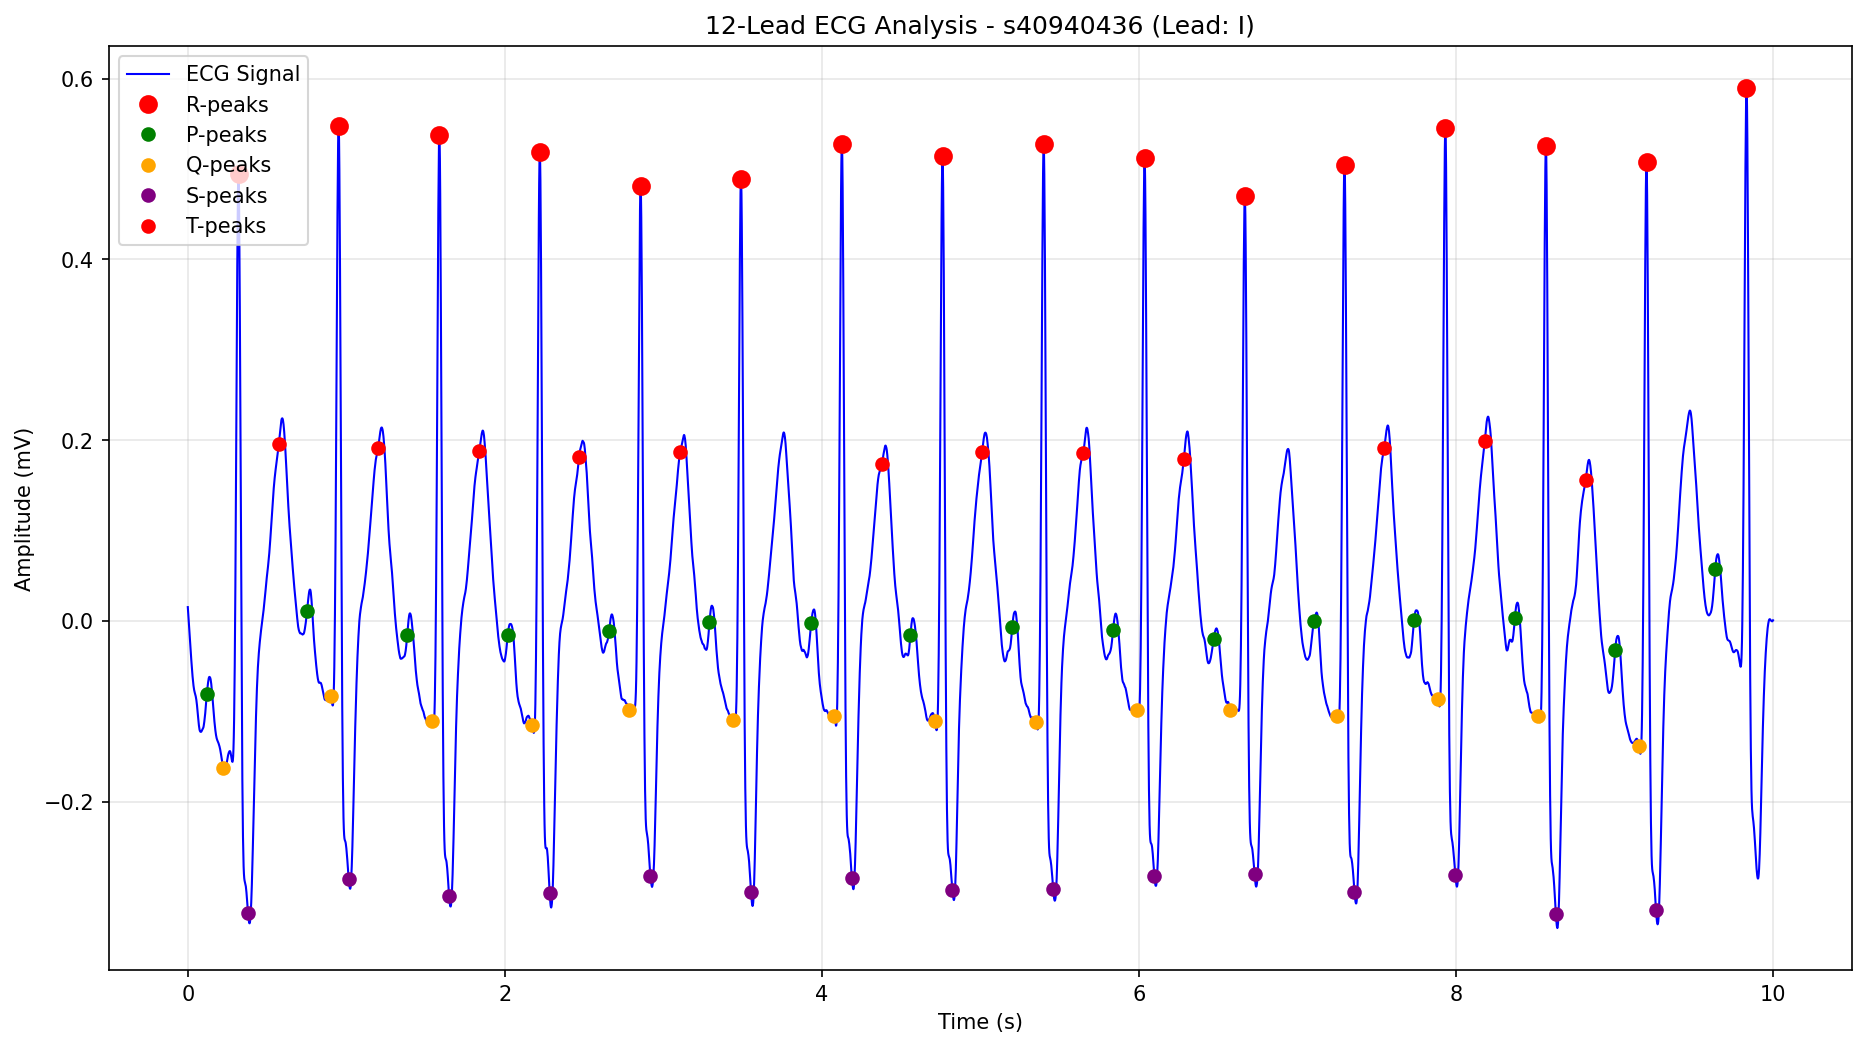 12-Lead ECG Analysis - s40940436 (Lead: I)
ECG Signal
R-peaks
P-peaks
Q-peaks
S-peaks
T-peaks
Amplitude (mV)
0.6
0.4
0.2
0.0
−0.2
0 2 4 6 8 10
Time (s)